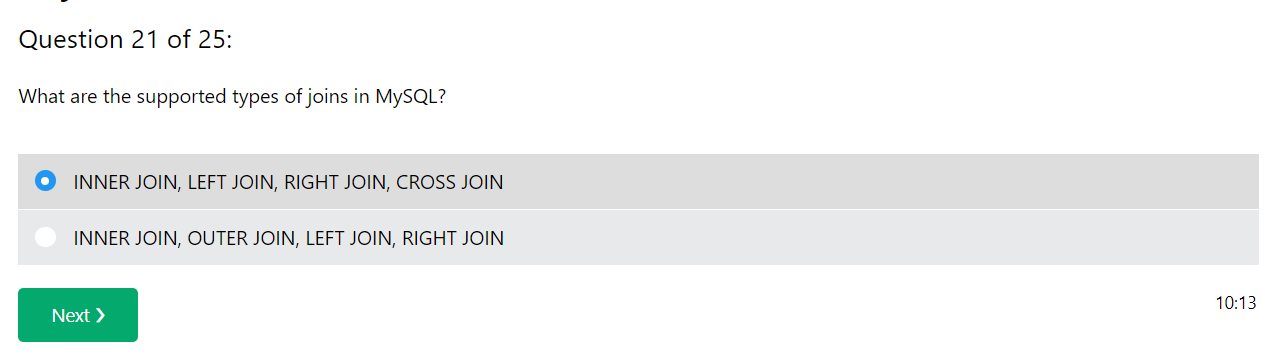 Question 21 of 25:
What are the supported types of joins in MySQL?
INNER JOIN, LEFT JOIN, RIGHT JOIN, CROSS JOIN
INNER JOIN, OUTER JOIN, LEFT JOIN, RIGHT JOIN
Next ❯
10:13